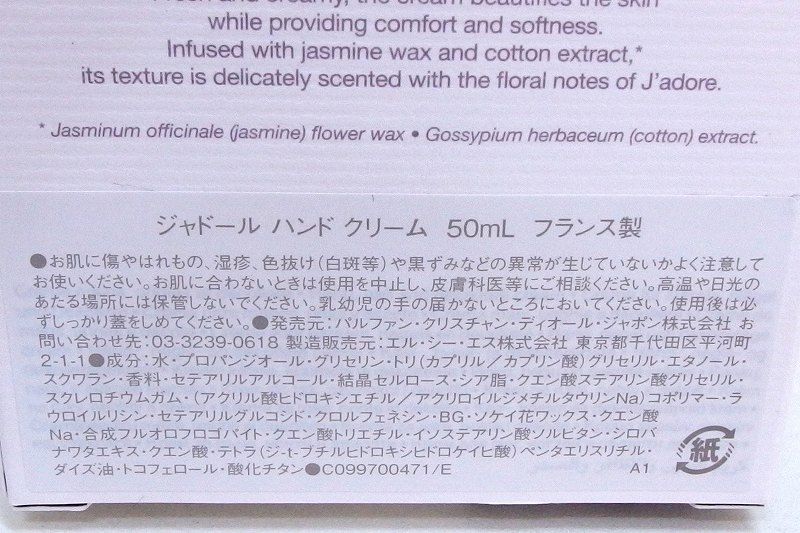 Fresh and creamy, the cream beautifies the skin
while providing comfort and softness.
Infused with jasmine wax and cotton extract,*
its texture is delicately scented with the floral notes of J'adore.
* Jasminum officinale (jasmine) flower wax • Gossypium herbaceum (cotton) extract.
ジャドール ハンド クリーム 50mL フランス製
●お肌に傷やはれもの、湿疹、色抜け(白斑等)や黒ずみなどの異常が生じていないかよく注意して
お使いください。お肌に合わないときは使用を中止し、皮膚科医等にご相談ください。高温や日光の
あたる場所には保管しないでください。乳幼児の手の届かないところにおいてください。使用後は必
ずしっかり蓋をしめてください。●発売元:パルファン・クリスチャン・ディオール・ジャポン株式会社 お
問い合わせ先:03-3239-0618 製造販売元:エル・シー・エス株式会社 東京都千代田区平河町
2-1-1●成分:水・プロパンジオール・グリセリン・トリ(カプリル/カプリン酸)グリセリル・エタノール・
スクワラン・香料・セテアリルアルコール・結晶セルロース・シア脂・クエン酸ステアリン酸グリセリル・
スクレロチウムガム・(アクリル酸ヒドロキシエチル/アクリロイルジメチルタウリンNa)コポリマー・ラ
ウロイルリシン・セテアリルグルコシド・クロルフェネシン・BG・ソケイ花ワックス・クエン酸
Na・合成フルオロフロゴパイト・クエン酸トリエチル・イソステアリン酸ソルビタン・シロバ
ナワタエキス・クエン酸・テトラ(ジ-t-ブチルヒドロキシヒドロケイヒ酸)ペンタエリスリチル・
ダイズ油・トコフェロール・酸化チタン●C099700471/E A1
紙